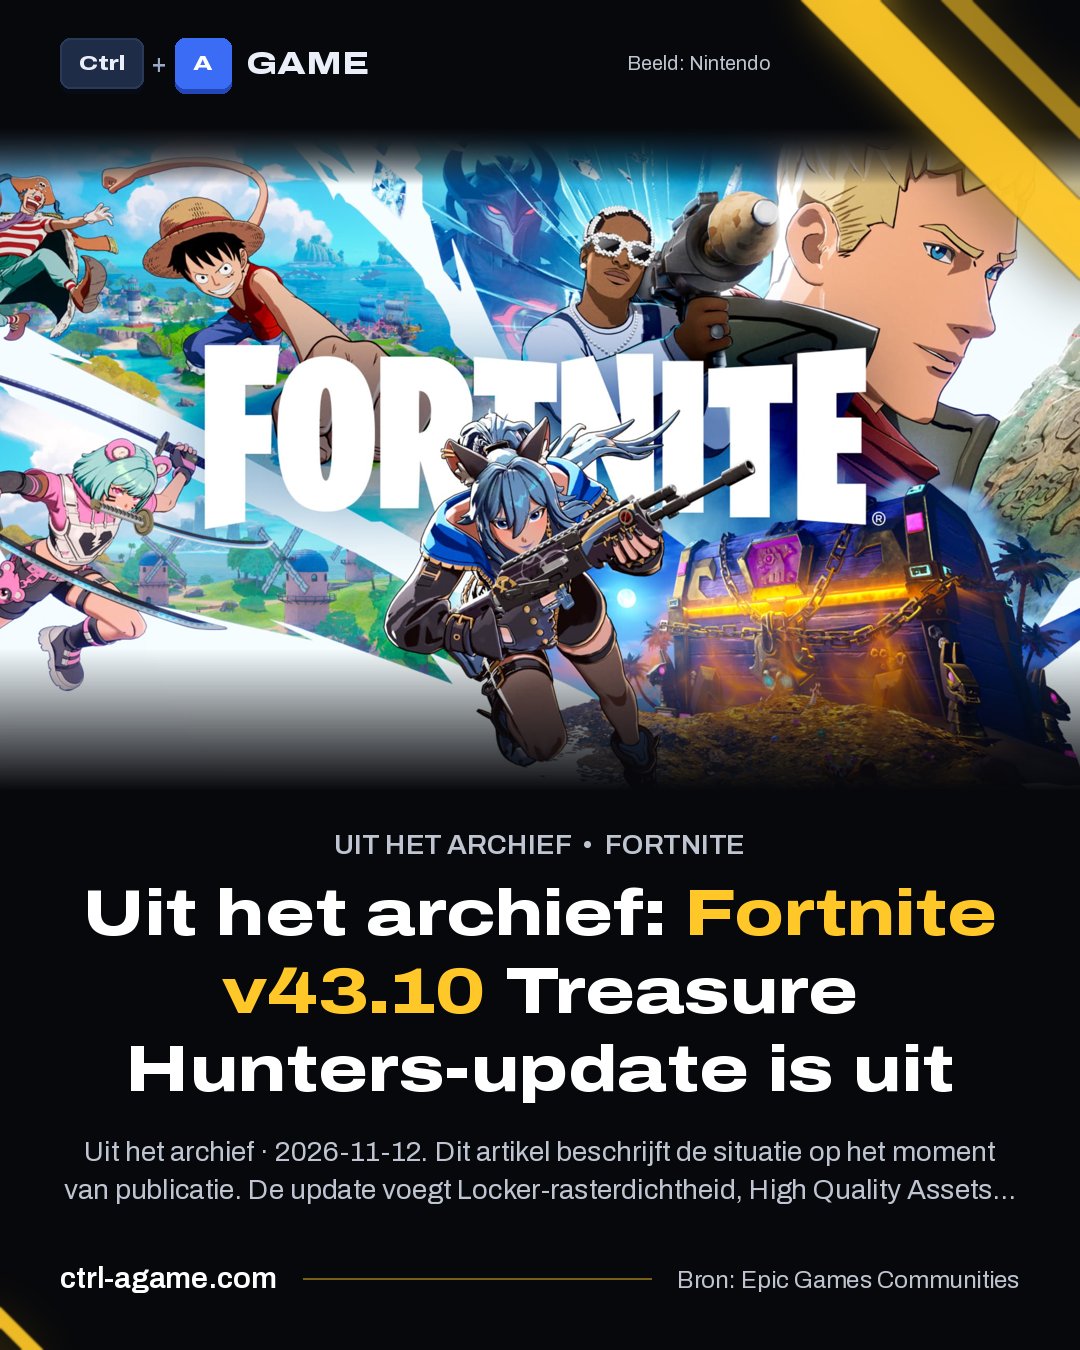 Ctrl + A GAME
Beeld: Nintendo
FORTNITE®
UIT HET ARCHIEF • FORTNITE
Uit het archief: Fortnite
v43.10 Treasure
Hunters-update is uit
Uit het archief · 2026-11-12. Dit artikel beschrijft de situatie op het moment
van publicatie. De update voegt Locker-rasterdichtheid, High Quality Assets...
ctrl-agame.com
Bron: Epic Games Communities